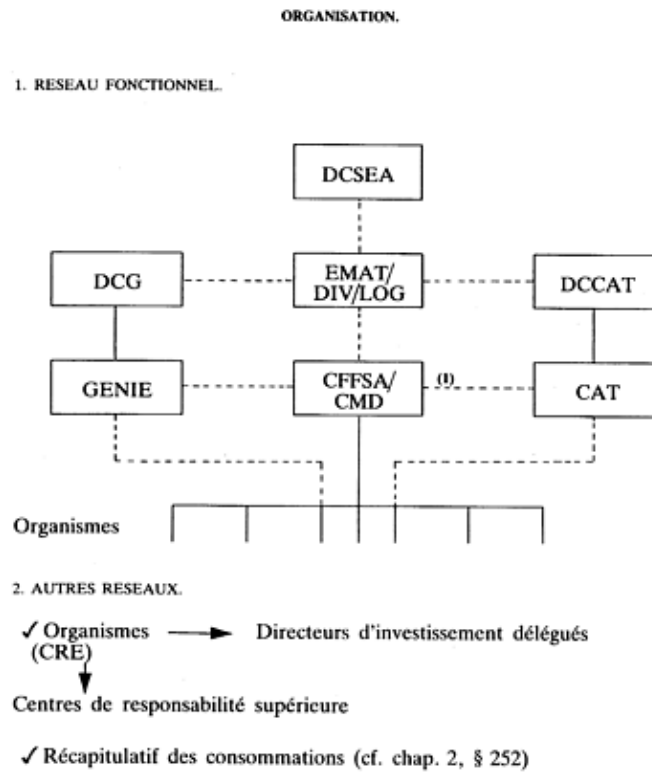 ORGANISATION.
1. RESEAU FONCTIONNEL.
DCSEA
DCG
EMAT/
DIV/LOG
DCCAT
GENIE
CFFSA/
CMD
(1)
CAT
Organismes
2. AUTRES RESEAUX.
✓ Organismes → Directeurs d'investissement délégués
(CRE)
Centres de responsabilité supérieure
✓ Récapitulatif des consommations (cf. chap. 2, § 252)